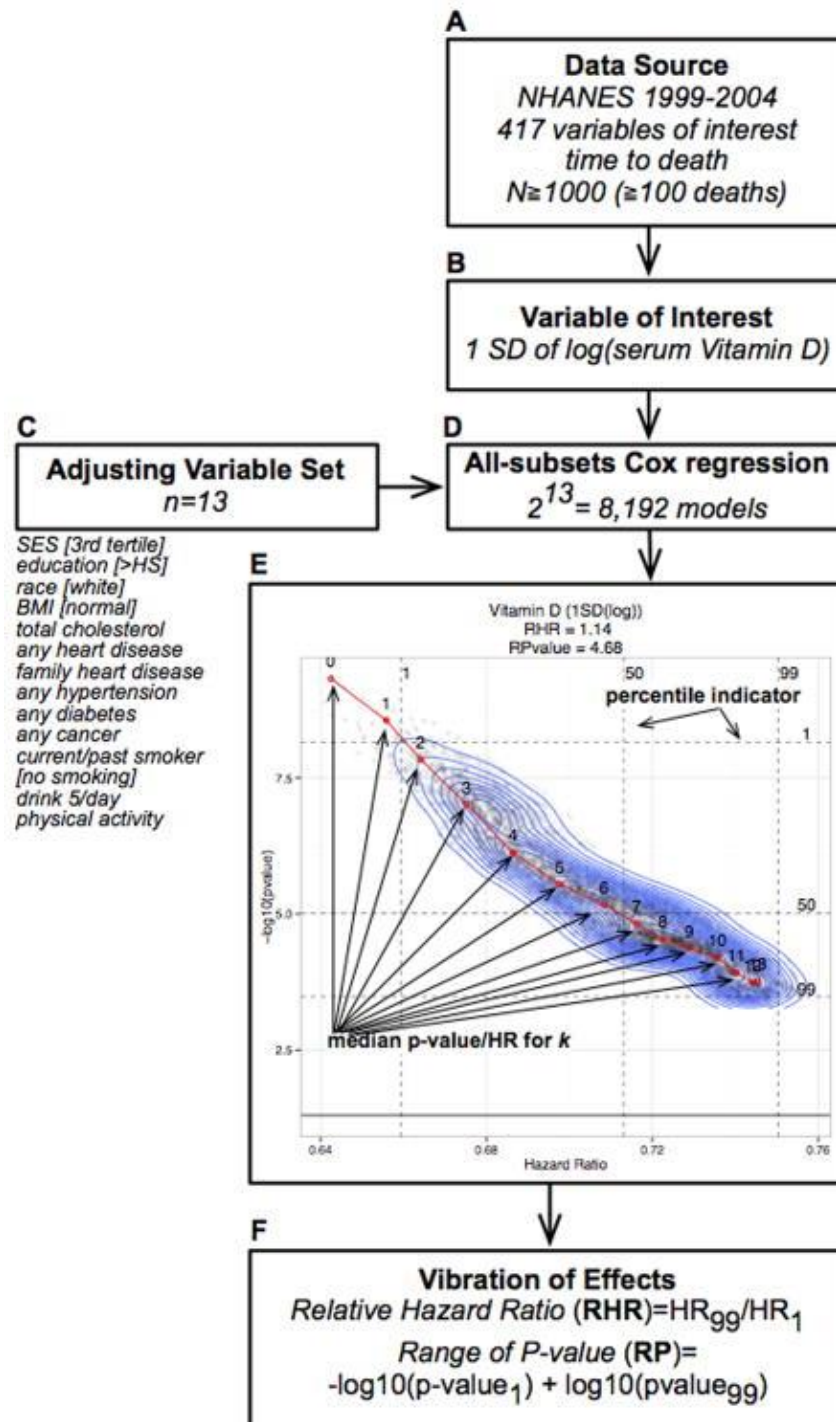 A
Data Source
NHANES 1999-2004
417 variables of interest
time to death
N≧1000 (≧100 deaths)
B
Variable of Interest
1 SD of log(serum Vitamin D)
C
Adjusting Variable Set
n=13
SES [3rd tertile]
education [>HS]
race [white]
BMI [normal]
total cholesterol
any heart disease
family heart disease
any hypertension
any diabetes
any cancer
current/past smoker
[no smoking]
drink 5/day
physical activity
D
All-subsets Cox regression
2^13 = 8,192 models
E
Vitamin D (1SD(log))
RHR = 1.14
RPvalue = 4.68
0
1
50
99
percentile indicator
1
1
2
7.5
3
4
5
6
50
5.0
7
8
9
10
11
13
99
-log10(pvalue)
median p-value/HR for k
2.5
0.64
0.68
0.72
0.76
Hazard Ratio
F
Vibration of Effects
Relative Hazard Ratio (RHR)=HR99/HR1
Range of P-value (RP)=
-log10(p-value1) + log10(pvalue99)